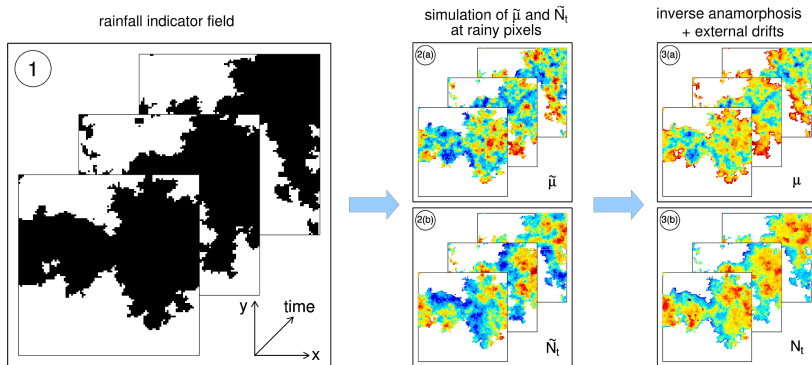 rainfall indicator field
1
y
time
x
simulation of μ̃ and Ñt
at rainy pixels
2(a)
μ̃
2(b)
Ñt
inverse anamorphosis
+ external drifts
3(a)
μ
3(b)
Nt